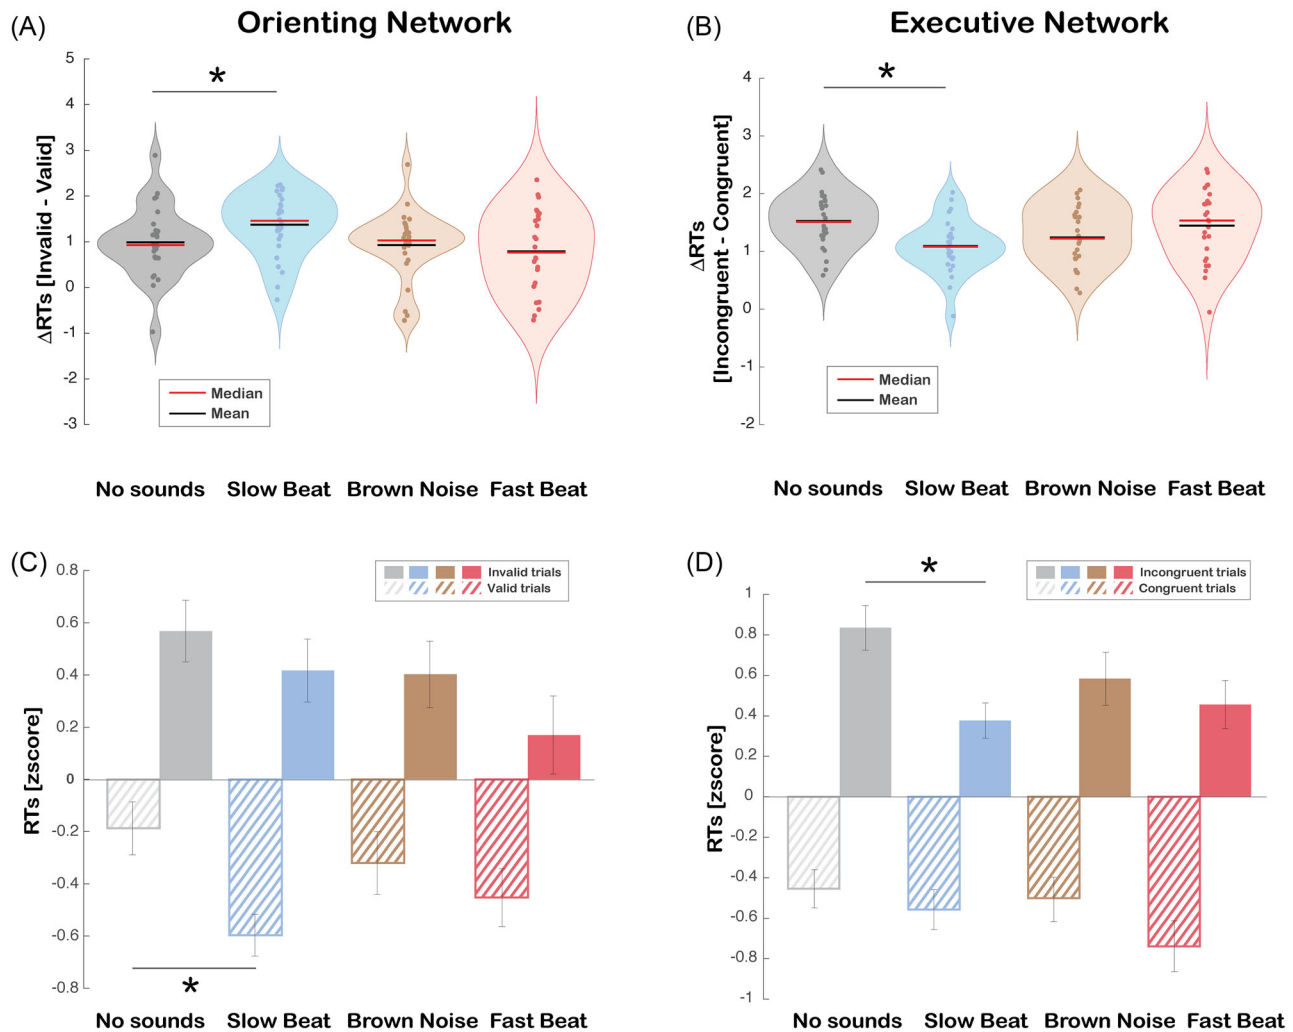 (A)
Orienting Network
5
4
3
2
1
0
-1
-2
-3
ΔRTs [Invalid - Valid]
*
Median
Mean
No sounds Slow Beat Brown Noise Fast Beat
(B)
Executive Network
4
3
2
1
0
-1
-2
ΔRTs
[Incongruent - Congruent]
*
Median
Mean
No sounds Slow Beat Brown Noise Fast Beat
(C)
0.8
0.6
0.4
0.2
0
-0.2
-0.4
-0.6
-0.8
RTs [zscore]
Invalid trials
Valid trials
*
No sounds Slow Beat Brown Noise Fast Beat
(D)
1
0.8
0.6
0.4
0.2
0
-0.2
-0.4
-0.6
-0.8
-1
RTs [zscore]
Incongruent trials
Congruent trials
*
No sounds Slow Beat Brown Noise Fast Beat